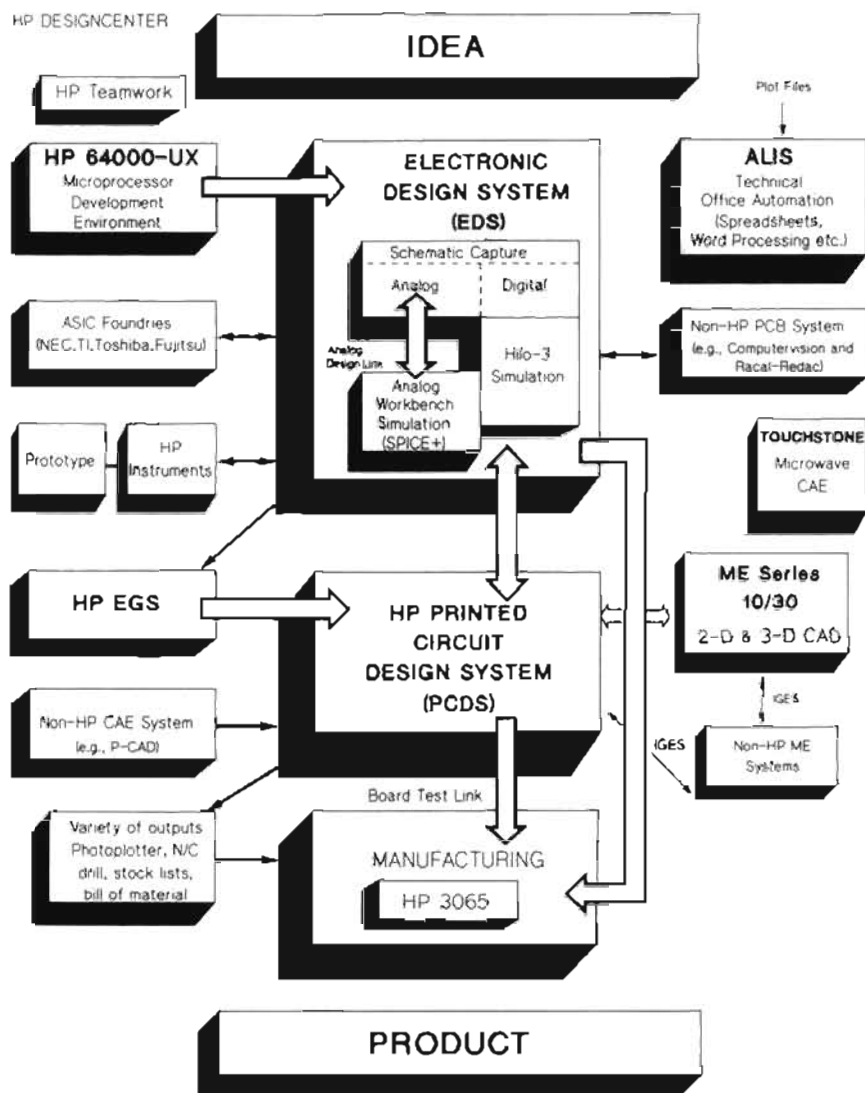 HP DESIGNCENTER
IDEA
HP Teamwork
Plot Files
HP 64000-UX
Microprocessor
Development
Environment
ELECTRONIC
DESIGN SYSTEM
(EDS)
Schematic Capture
Analog
Digital
Analog
Design Link
Hilo-3
Simulation
Analog
Workbench
Simulation
(SPICE+)
ALIS
Technical
Office Automation
(Spreadsheets,
Word Processing etc.)
ASIC Foundries
(NEC,TI,Toshiba,Fujitsu)
Non-HP PCB System
(e.g., Computervision and
Racal-Redac)
Prototype
HP
Instruments
TOUCHSTONE
Microwave
CAE
HP EGS
HP PRINTED
CIRCUIT
DESIGN SYSTEM
(PCDS)
ME Series
10/30
2-D & 3-D CAD
IGES
Non-HP CAE System
(e.g., P-CAD)
IGES
Non-HP ME
Systems
Board Test Link
Variety of outputs
Photoplotter, N/C
drill, stock lists,
bill of material
MANUFACTURING
HP 3065
PRODUCT